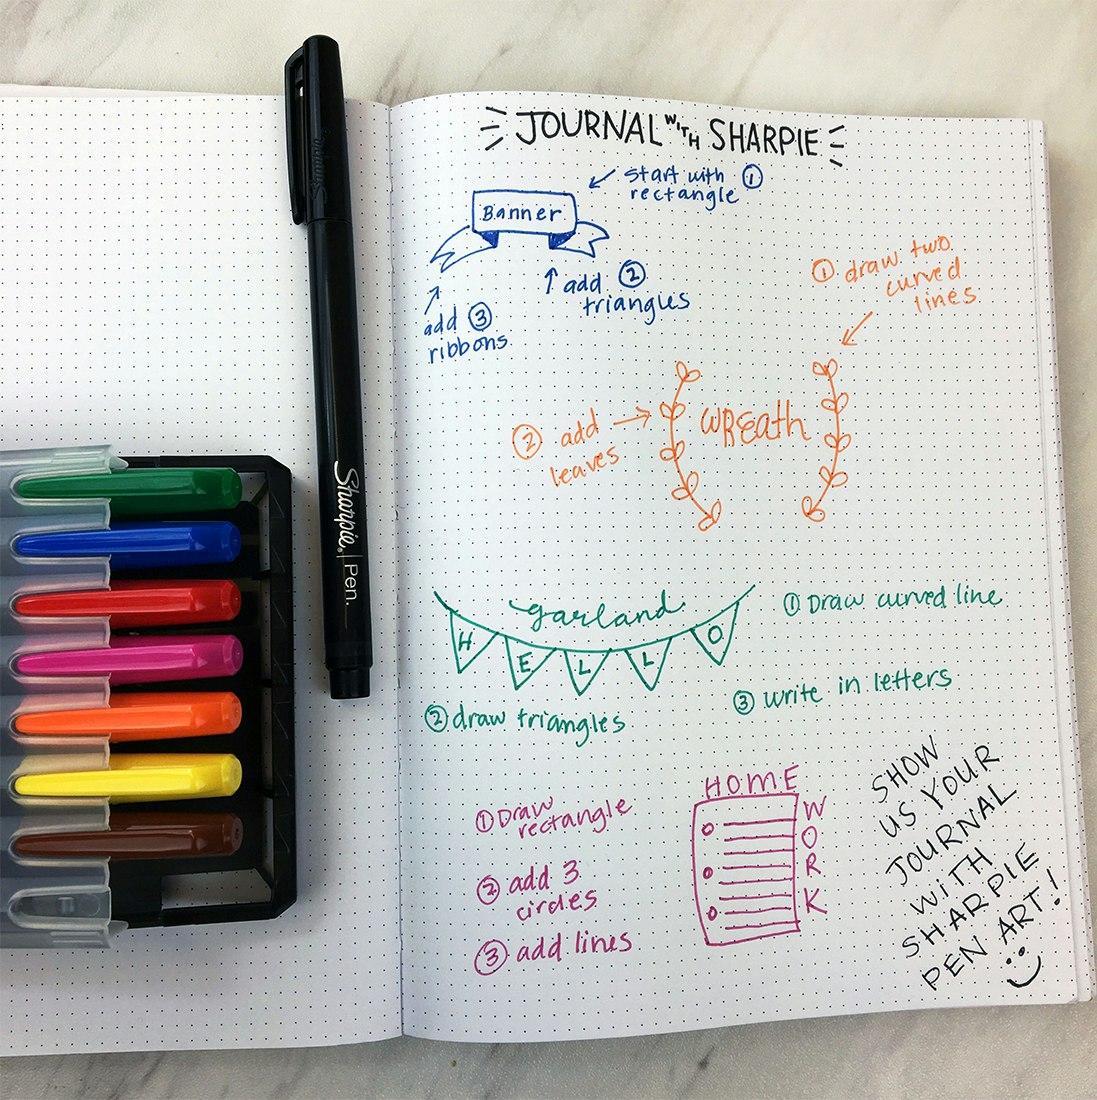 JOURNAL WITH SHARPIE
start with ①
rectangle
Banner
↑ add ②
triangles
add ③
ribbons
① draw two
curved
lines
② add
leaves
WREath
garland
HELLO
① Draw curved line
② draw triangles
③ write in letters
① Draw
rectangle
② add 3
circles
③ add lines
HOME
WORK
SHOW
US YOUR
JOURNAL
WITH
SHARPIE
PEN ART!
Sharpie® | Pen.